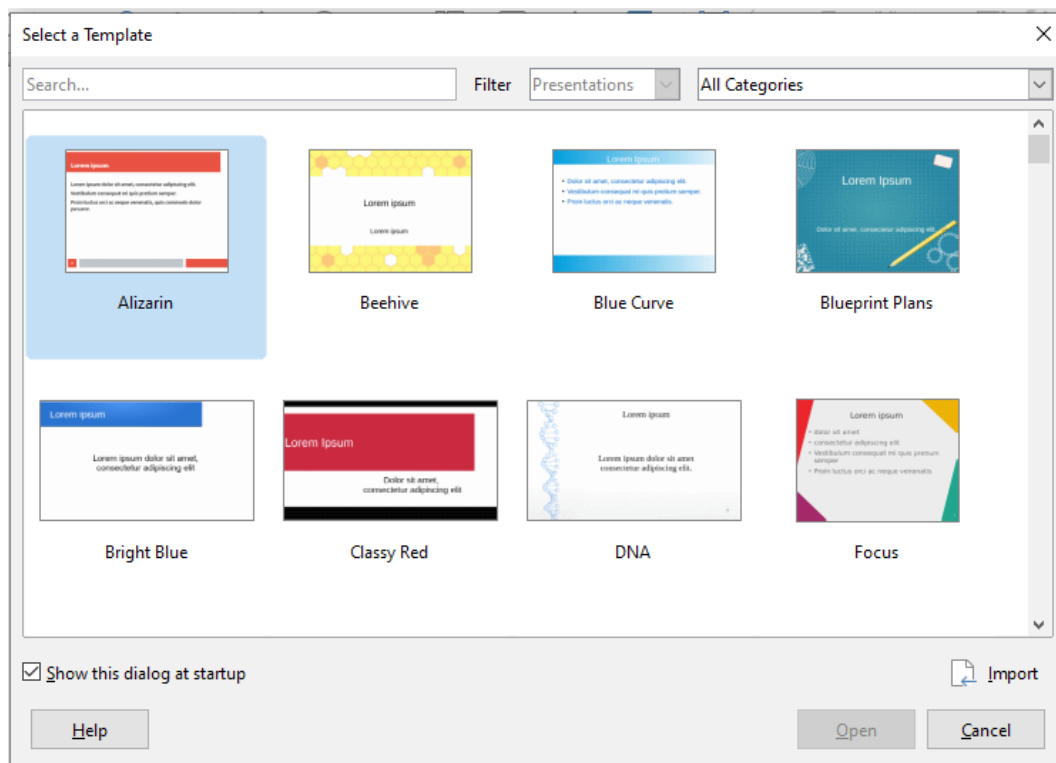 Select a Template
Search...
Filter
Presentations
All Categories
Lorem ipsum
Lorem ipsum dolor sit amet, consectetur adipiscing elit.
Vestibulum consequat mi quis pretium semper.
Proin luctus orci ac neque venenatis, quis commodo dolor
posuere.
Alizarin
Lorem ipsum
Lorem ipsum
Beehive
Lorem ipsum
• Dolor sit amet, consectetur adipiscing elit.
• Vestibulum consequat mi quis pretium semper.
• Proin luctus orci ac neque venenatis.
Blue Curve
Lorem Ipsum
Dolor sit amet, consectetur adipiscing elit.
Blueprint Plans
Lorem ipsum
Lorem ipsum dolor sit amet,
consectetur adipiscing elit
Bright Blue
Lorem Ipsum
Dolor sit amet,
consectetur adipiscing elit
Classy Red
Lorem ipsum
Lorem ipsum dolor sit amet
consectetur adipiscing elit.
DNA
Lorem ipsum
• dolor sit amet
• consectetur adipiscing elit
• Vestibulum consequat mi quis pretium
semper
• Proin luctus orci ac neque venenatis
Focus
Show this dialog at startup
Import
Help
Open
Cancel